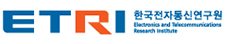 ETRI 한국전자통신연구원
Electronics and Telecommunications
Research Institute